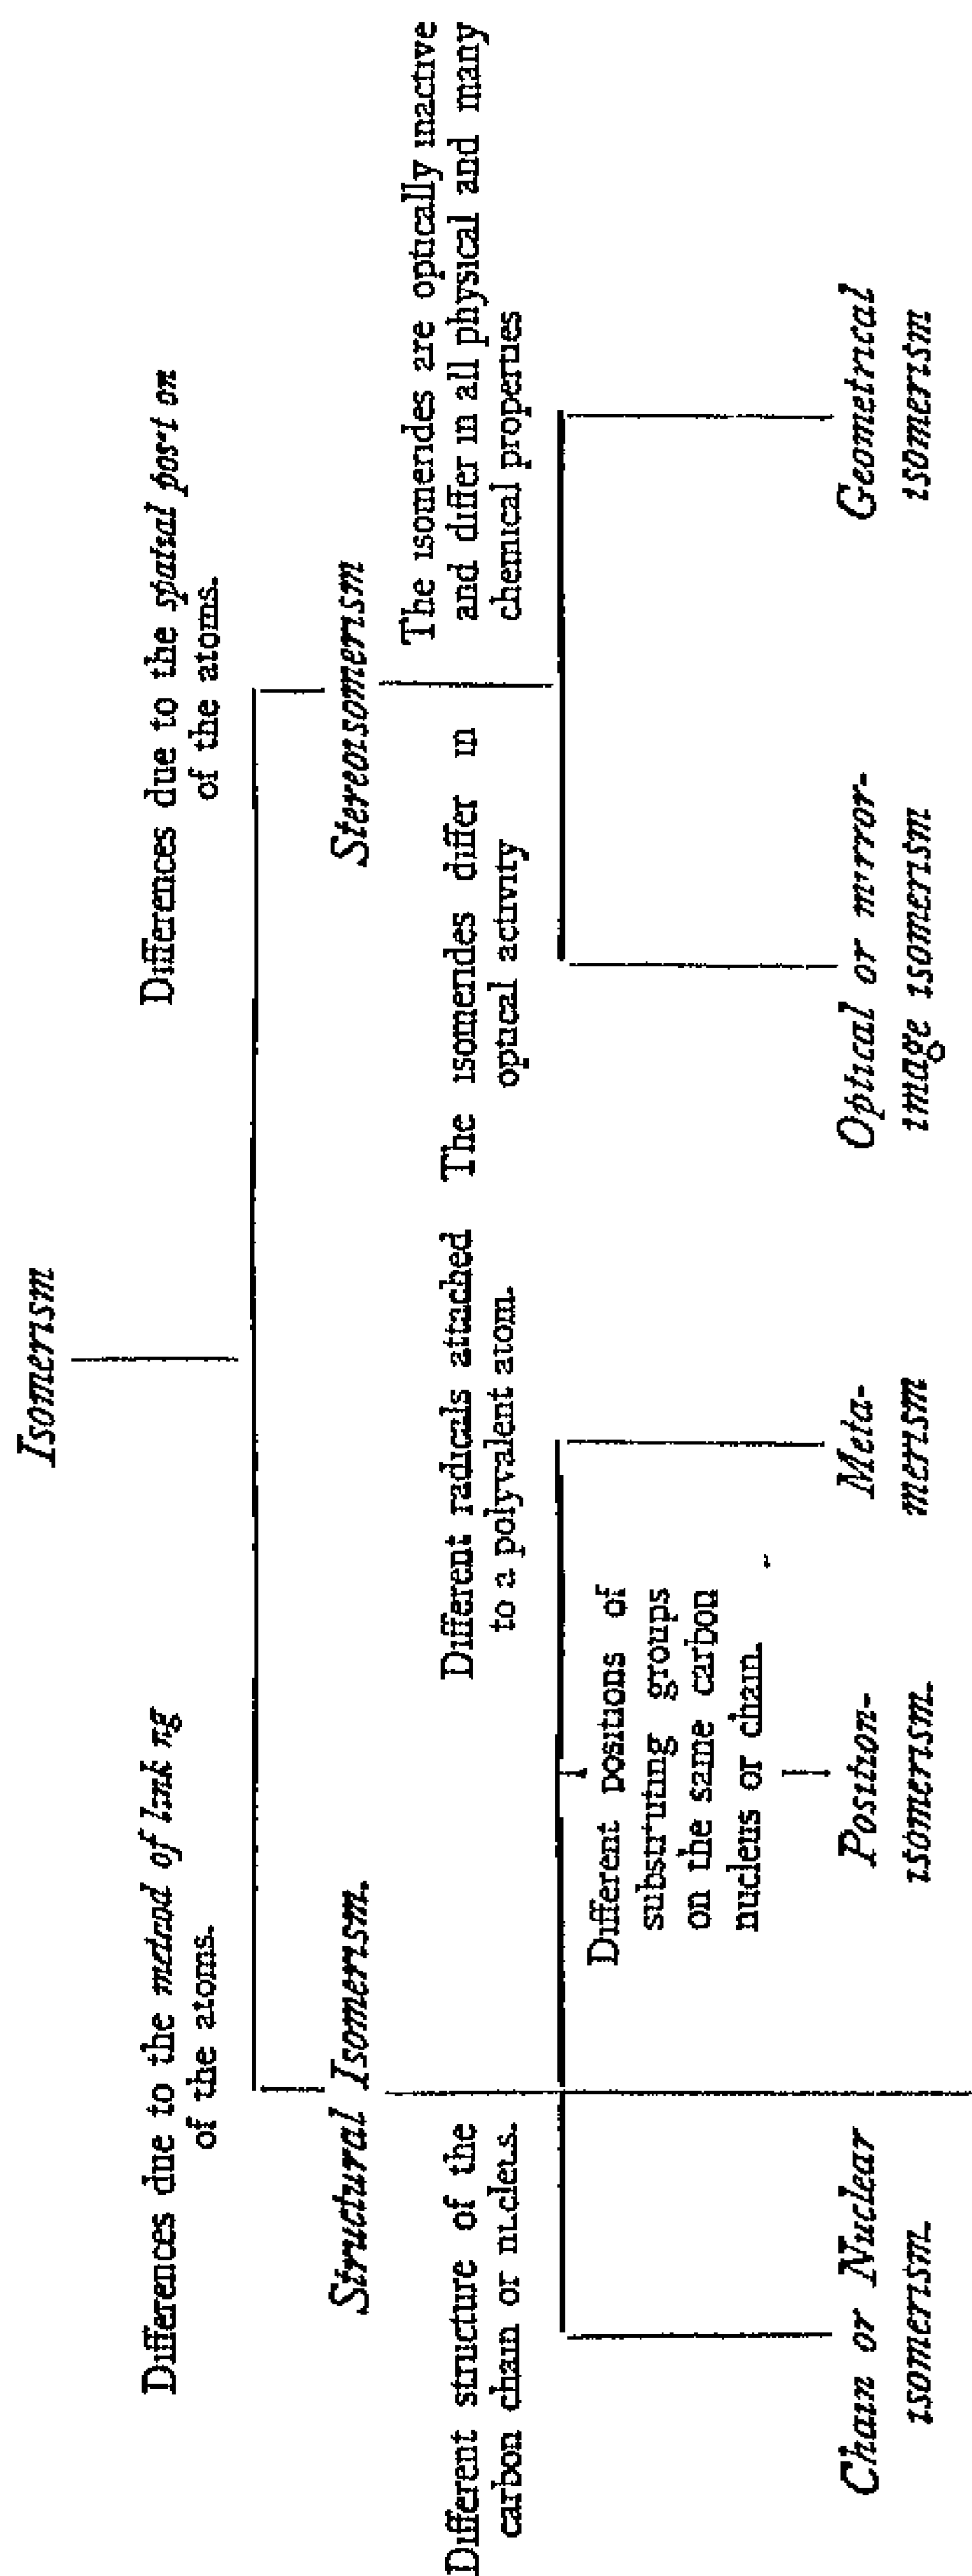 Isomerism
Differences due to the method of linking
of the atoms.
Differences due to the spatial position
of the atoms.
Structural Isomerism.
Stereoisomerism
Different structure of the
carbon chain or nucleus.
Different radicals attached
to a polyvalent atom.
The isomerides differ in
optical activity
The isomerides are optically inactive
and differ in all physical and many
chemical properties
Different positions of
substituting groups
on the same carbon
nucleus or chain.
Chain or Nuclear
isomerism.
Position-
isomerism.
Meta-
merism
Optical or mirror-
image isomerism
Geometrical
isomerism